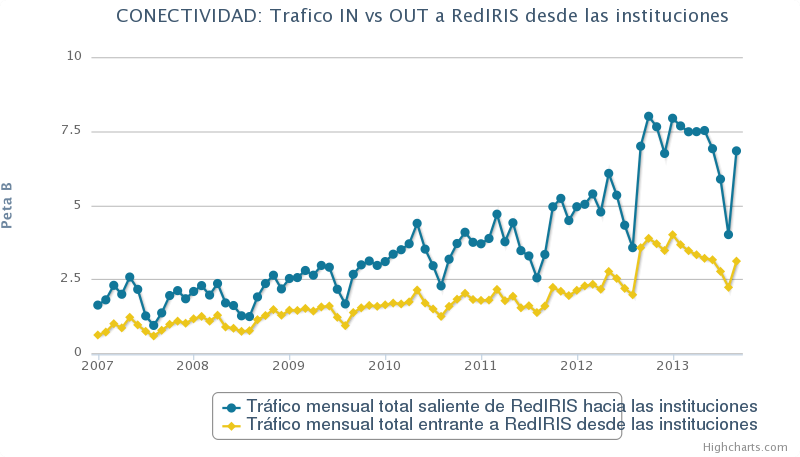 CONECTIVIDAD: Trafico IN vs OUT a RedIRIS desde las instituciones
10
7.5
5
2.5
0
Peta B
2007 2008 2009 2010 2011 2012 2013
Tráfico mensual total saliente de RedIRIS hacia las instituciones
Tráfico mensual total entrante a RedIRIS desde las instituciones
Highcharts.com